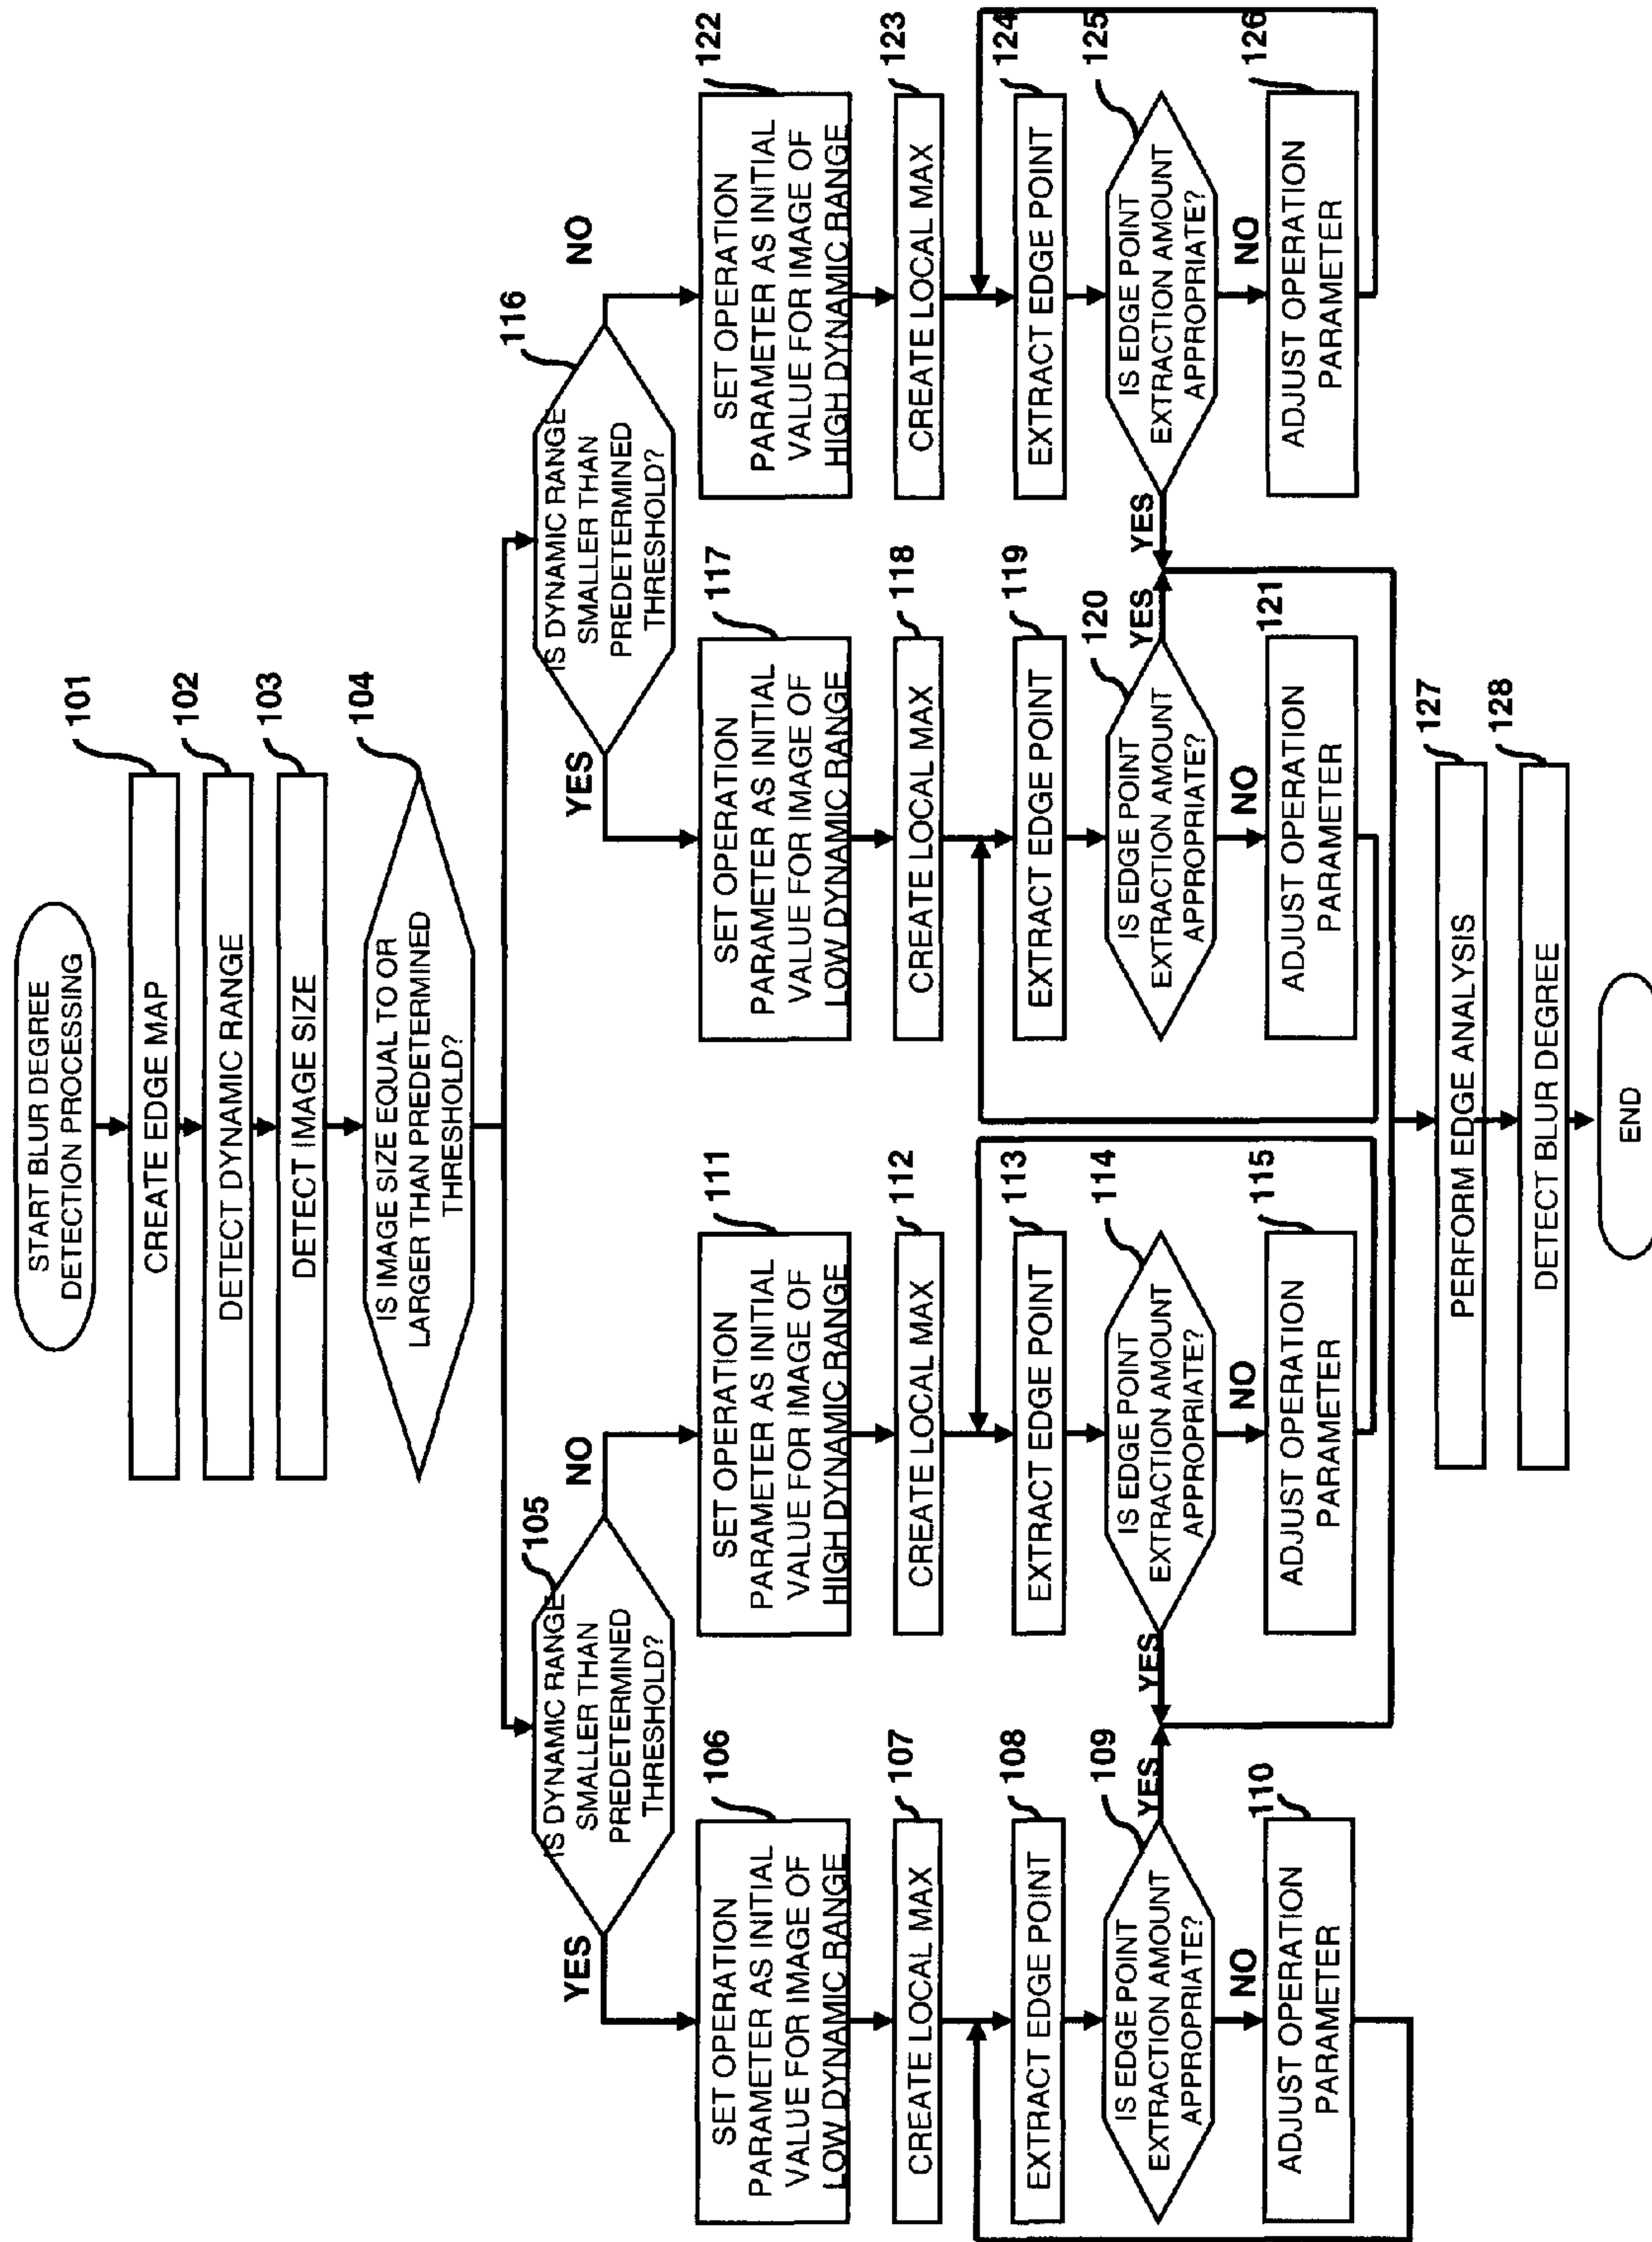 START BLUR DEGREE
DETECTION PROCESSING
101
CREATE EDGE MAP
102
DETECT DYNAMIC RANGE
103
DETECT IMAGE SIZE
104
IS IMAGE SIZE EQUAL TO OR
LARGER THAN PREDETERMINED
THRESHOLD?
105
IS DYNAMIC RANGE
SMALLER THAN
PREDETERMINED
THRESHOLD?
YES
NO
106
SET OPERATION
PARAMETER AS INITIAL
VALUE FOR IMAGE OF
LOW DYNAMIC RANGE
107
CREATE LOCAL MAX
108
EXTRACT EDGE POINT
109
IS EDGE POINT
EXTRACTION AMOUNT
APPROPRIATE?
YES
NO
110
ADJUST OPERATION
PARAMETER
111
SET OPERATION
PARAMETER AS INITIAL
VALUE FOR IMAGE OF
HIGH DYNAMIC RANGE
112
CREATE LOCAL MAX
113
EXTRACT EDGE POINT
114
IS EDGE POINT
EXTRACTION AMOUNT
APPROPRIATE?
YES
NO
115
ADJUST OPERATION
PARAMETER
116
IS DYNAMIC RANGE
SMALLER THAN
PREDETERMINED
THRESHOLD?
YES
NO
117
SET OPERATION
PARAMETER AS INITIAL
VALUE FOR IMAGE OF
LOW DYNAMIC RANGE
118
CREATE LOCAL MAX
119
EXTRACT EDGE POINT
120
IS EDGE POINT
EXTRACTION AMOUNT
APPROPRIATE?
YES
NO
121
ADJUST OPERATION
PARAMETER
122
SET OPERATION
PARAMETER AS INITIAL
VALUE FOR IMAGE OF
HIGH DYNAMIC RANGE
123
CREATE LOCAL MAX
124
EXTRACT EDGE POINT
125
IS EDGE POINT
EXTRACTION AMOUNT
APPROPRIATE?
YES
NO
126
ADJUST OPERATION
PARAMETER
127
PERFORM EDGE ANALYSIS
128
DETECT BLUR DEGREE
END